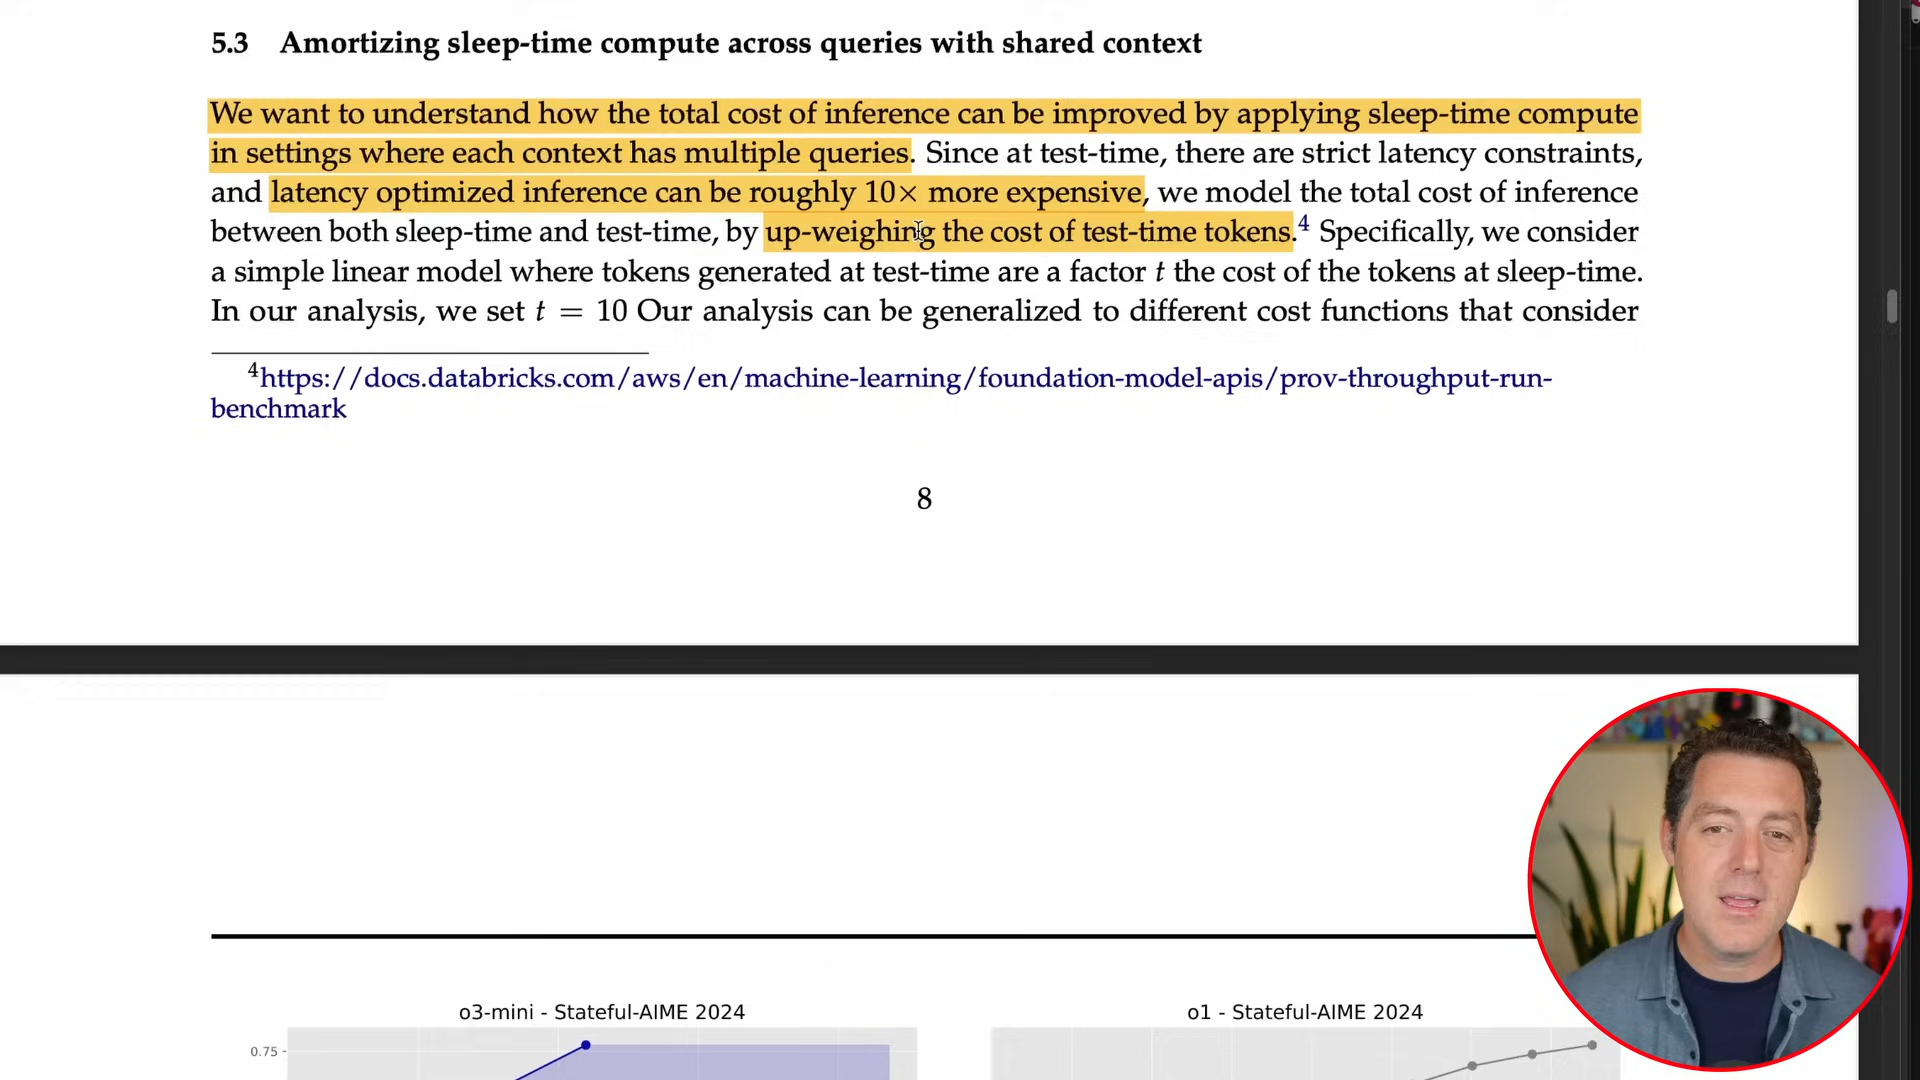 5.3 Amortizing sleep-time compute across queries with shared context
We want to understand how the total cost of inference can be improved by applying sleep-time compute
in settings where each context has multiple queries. Since at test-time, there are strict latency constraints,
and latency optimized inference can be roughly 10× more expensive, we model the total cost of inference
between both sleep-time and test-time, by up-weighing the cost of test-time tokens.⁴ Specifically, we consider
a simple linear model where tokens generated at test-time are a factor t the cost of the tokens at sleep-time.
In our analysis, we set t = 10 Our analysis can be generalized to different cost functions that consider
⁴https://docs.databricks.com/aws/en/machine-learning/foundation-model-apis/prov-throughput-run-
benchmark
8
o3-mini - Stateful-AIME 2024
o1 - Stateful-AIME 2024
0.75